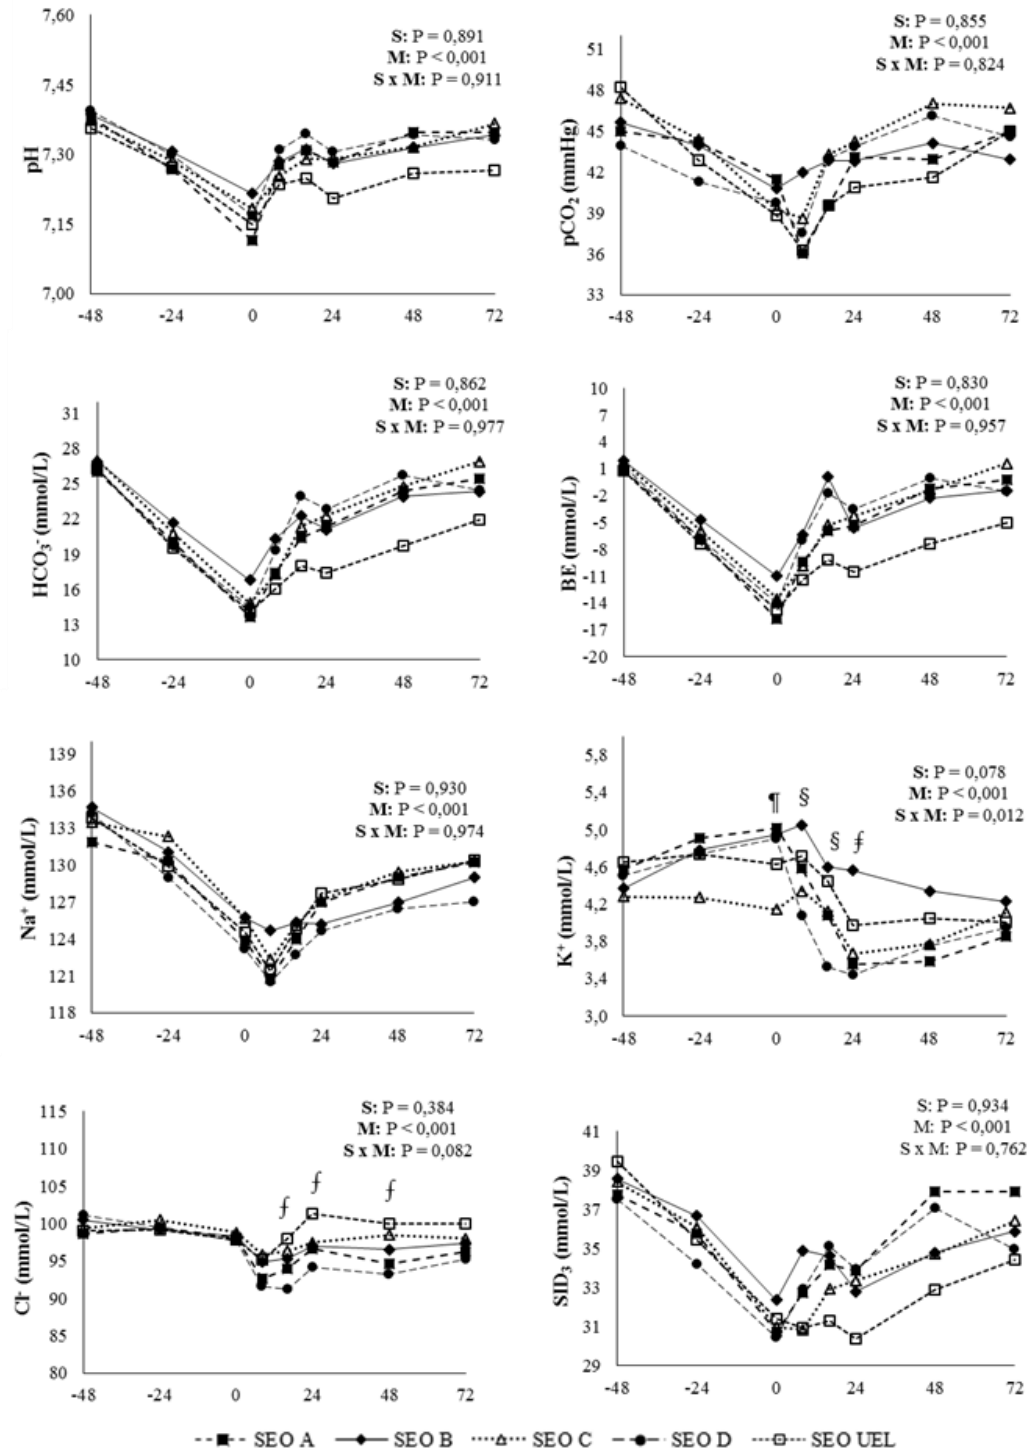 7,60
7,45
7,30
7,15
7,00
pH
S: P = 0,891
M: P < 0,001
S x M: P = 0,911
-48 -24 0 24 48 72
51
48
45
42
39
36
33
pCO2 (mmHg)
S: P = 0,855
M: P < 0,001
S x M: P = 0,824
-48 -24 0 24 48 72
31
28
25
22
19
16
13
10
HCO3- (mmol/L)
S: P = 0,862
M: P < 0,001
S x M: P = 0,977
-48 -24 0 24 48 72
10
7
4
1
-2
-5
-8
-11
-14
-17
-20
BE (mmol/L)
S: P = 0,830
M: P < 0,001
S x M: P = 0,957
-48 -24 0 24 48 72
139
136
133
130
127
124
121
118
Na+ (mmol/L)
S: P = 0,930
M: P < 0,001
S x M: P = 0,974
-48 -24 0 24 48 72
5,8
5,4
5,0
4,6
4,2
3,8
3,4
3,0
K+ (mmol/L)
S: P = 0,078
M: P < 0,001
S x M: P = 0,012
¶ §
§ ⨍
-48 -24 0 24 48 72
115
110
105
100
95
90
85
80
Cl- (mmol/L)
S: P = 0,384
M: P < 0,001
S x M: P = 0,082
⨍ ⨍ ⨍
-48 -24 0 24 48 72
41
39
37
35
33
31
29
SID3 (mmol/L)
S: P = 0,934
M: P < 0,001
S x M: P = 0,762
-48 -24 0 24 48 72
SEO A SEO B SEO C SEO D SEO UEL